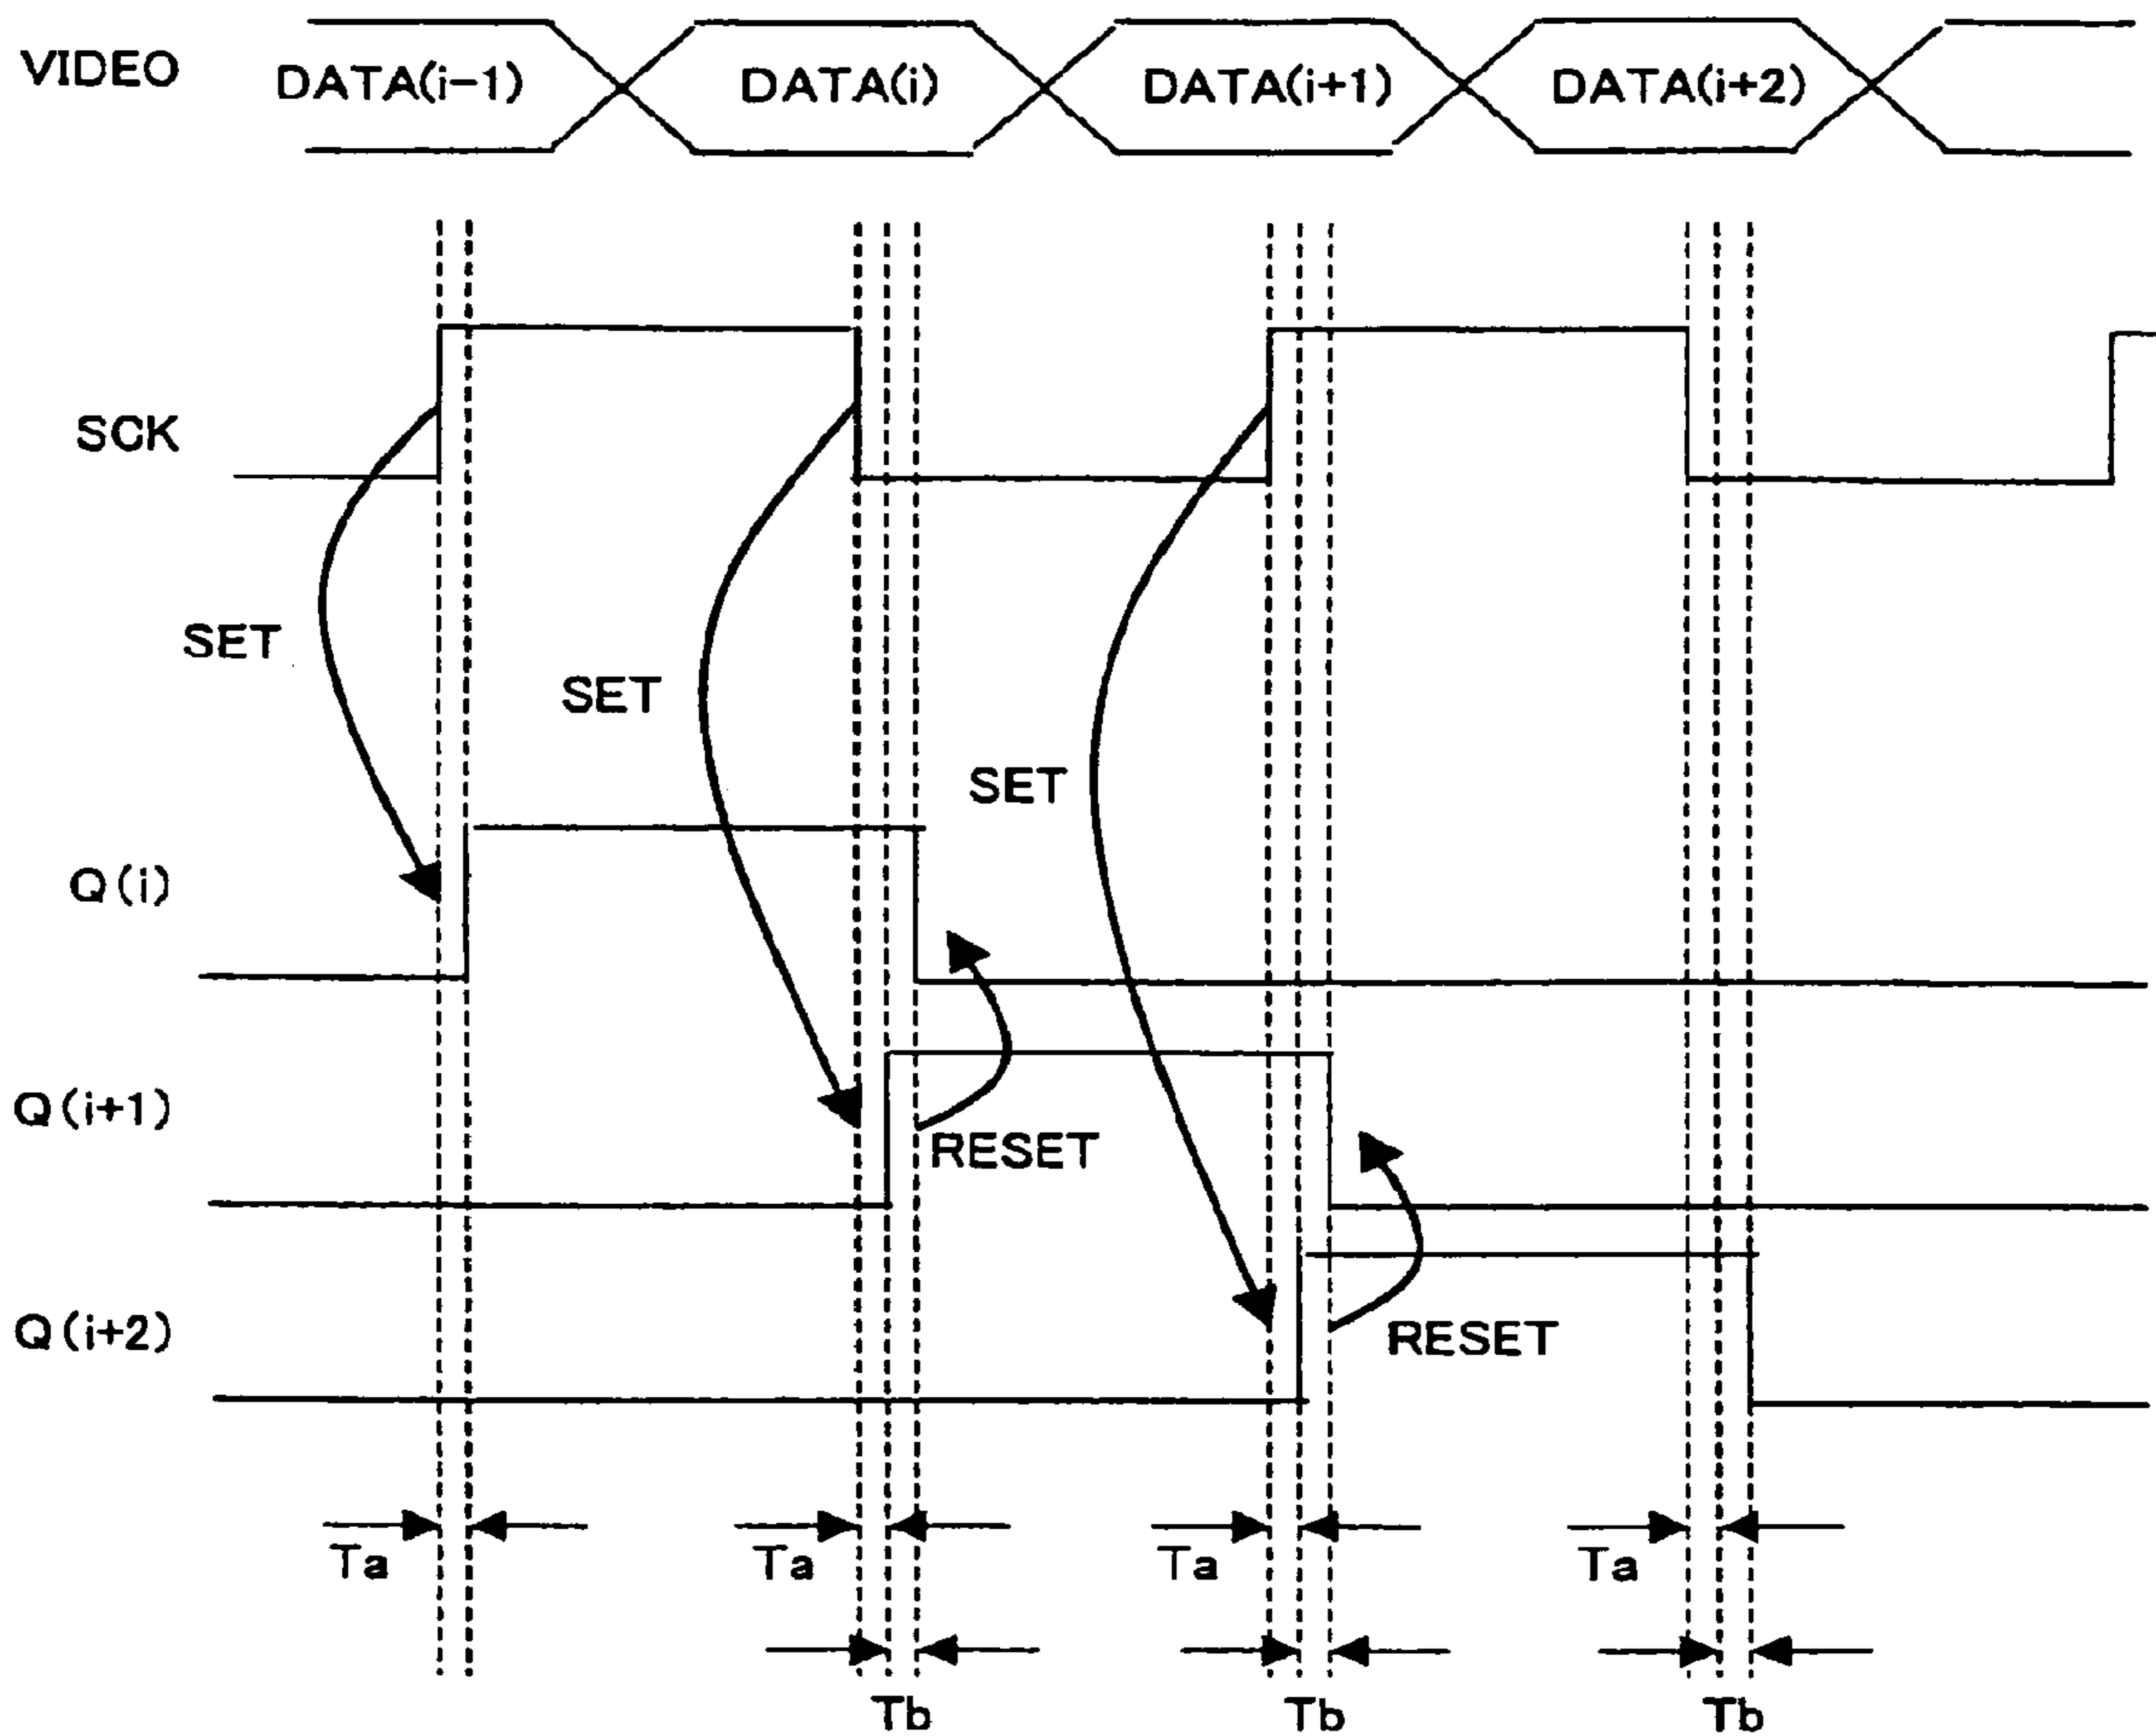 VIDEO DATA(i-1) DATA(i) DATA(i+1) DATA(i+2)
SCK
SET
SET
SET
Q(i)
Q(i+1)
RESET
Q(i+2)
RESET
Ta Ta Ta Ta
Tb Tb Tb